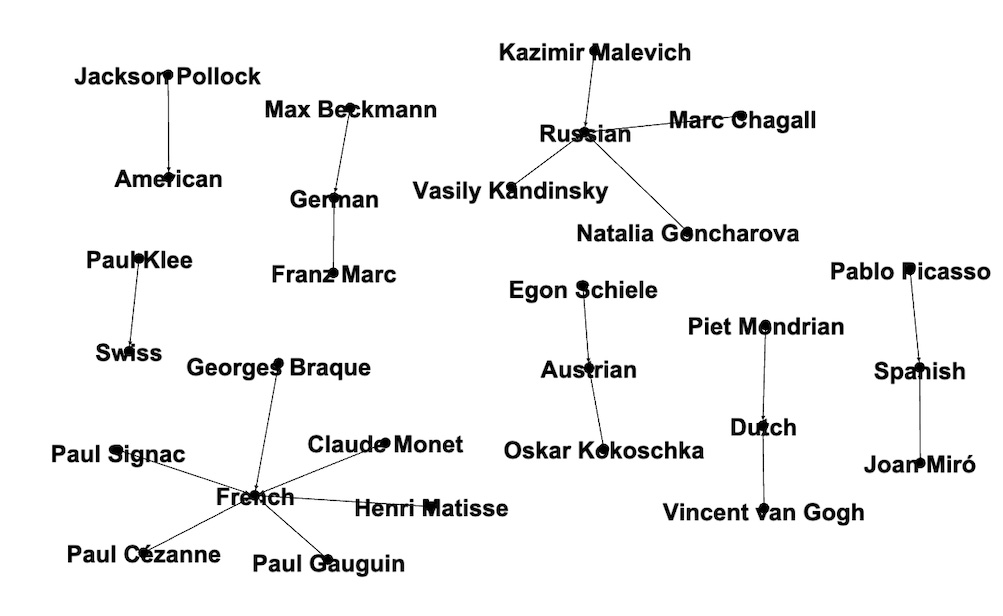 Kazimir Malevich
Jackson Pollock
Max Beckmann
Marc Chagall
Russian
American
Vasily Kandinsky
German
Natalia Goncharova
Paul Klee
Franz Marc
Pablo Picasso
Egon Schiele
Piet Mondrian
Swiss
Georges Braque
Austrian
Spanish
Dutch
Claude Monet
Paul Signac
Oskar Kokoschka
Joan Miró
French
Henri Matisse
Vincent van Gogh
Paul Cézanne
Paul Gauguin